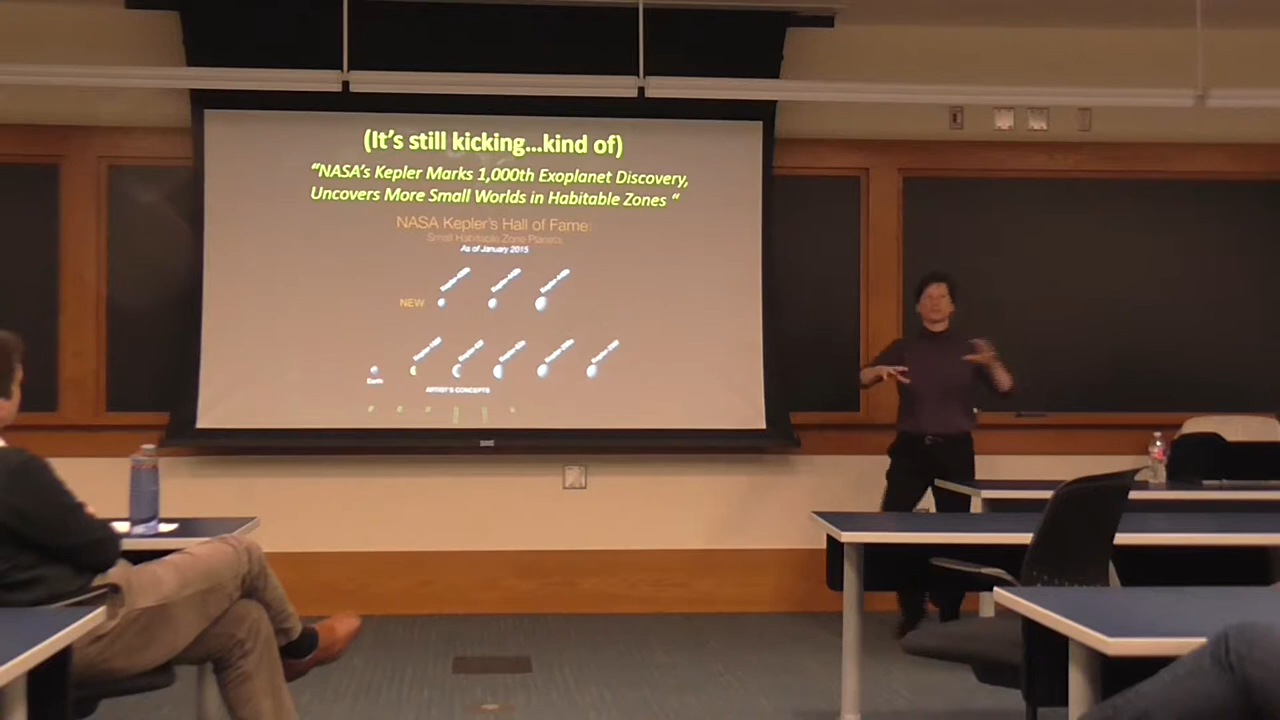 (It's still kicking...kind of)
"NASA's Kepler Marks 1,000th Exoplanet Discovery,
Uncovers More Small Worlds in Habitable Zones "
NASA Kepler's Hall of Fame:
Small Habitable Zone Planets
As of January 2015
NEW
Earth
ARTIST'S CONCEPTS